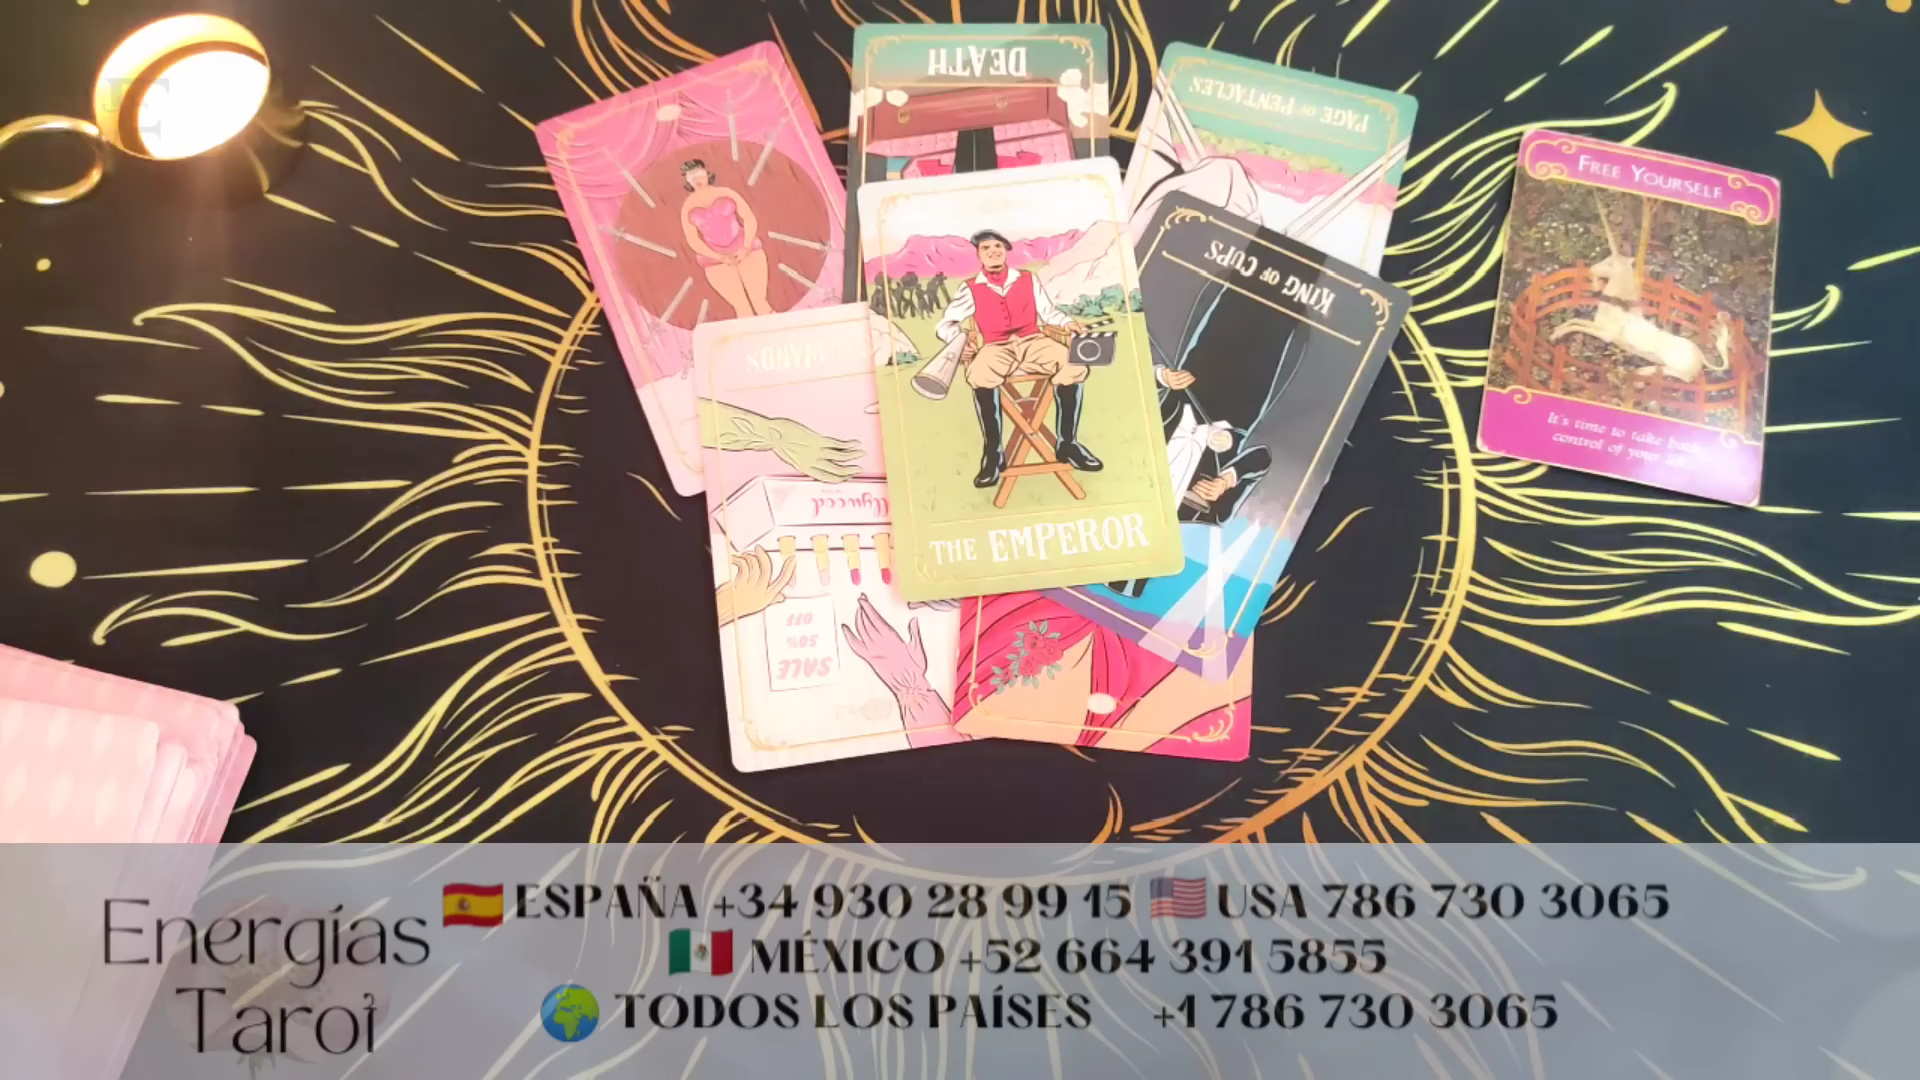 DEATH
PAGE OF PENTACLES
FREE YOURSELF
KING OF CUPS
WANDS
THE EMPEROR
It's time to take back
control of your
SALE
50%
OFF
Energías
Tarot
ESPAÑA +34 930 28 99 15 USA 786 730 3065
MÉXICO +52 664 391 5855
TODOS LOS PAÍSES +1 786 730 3065